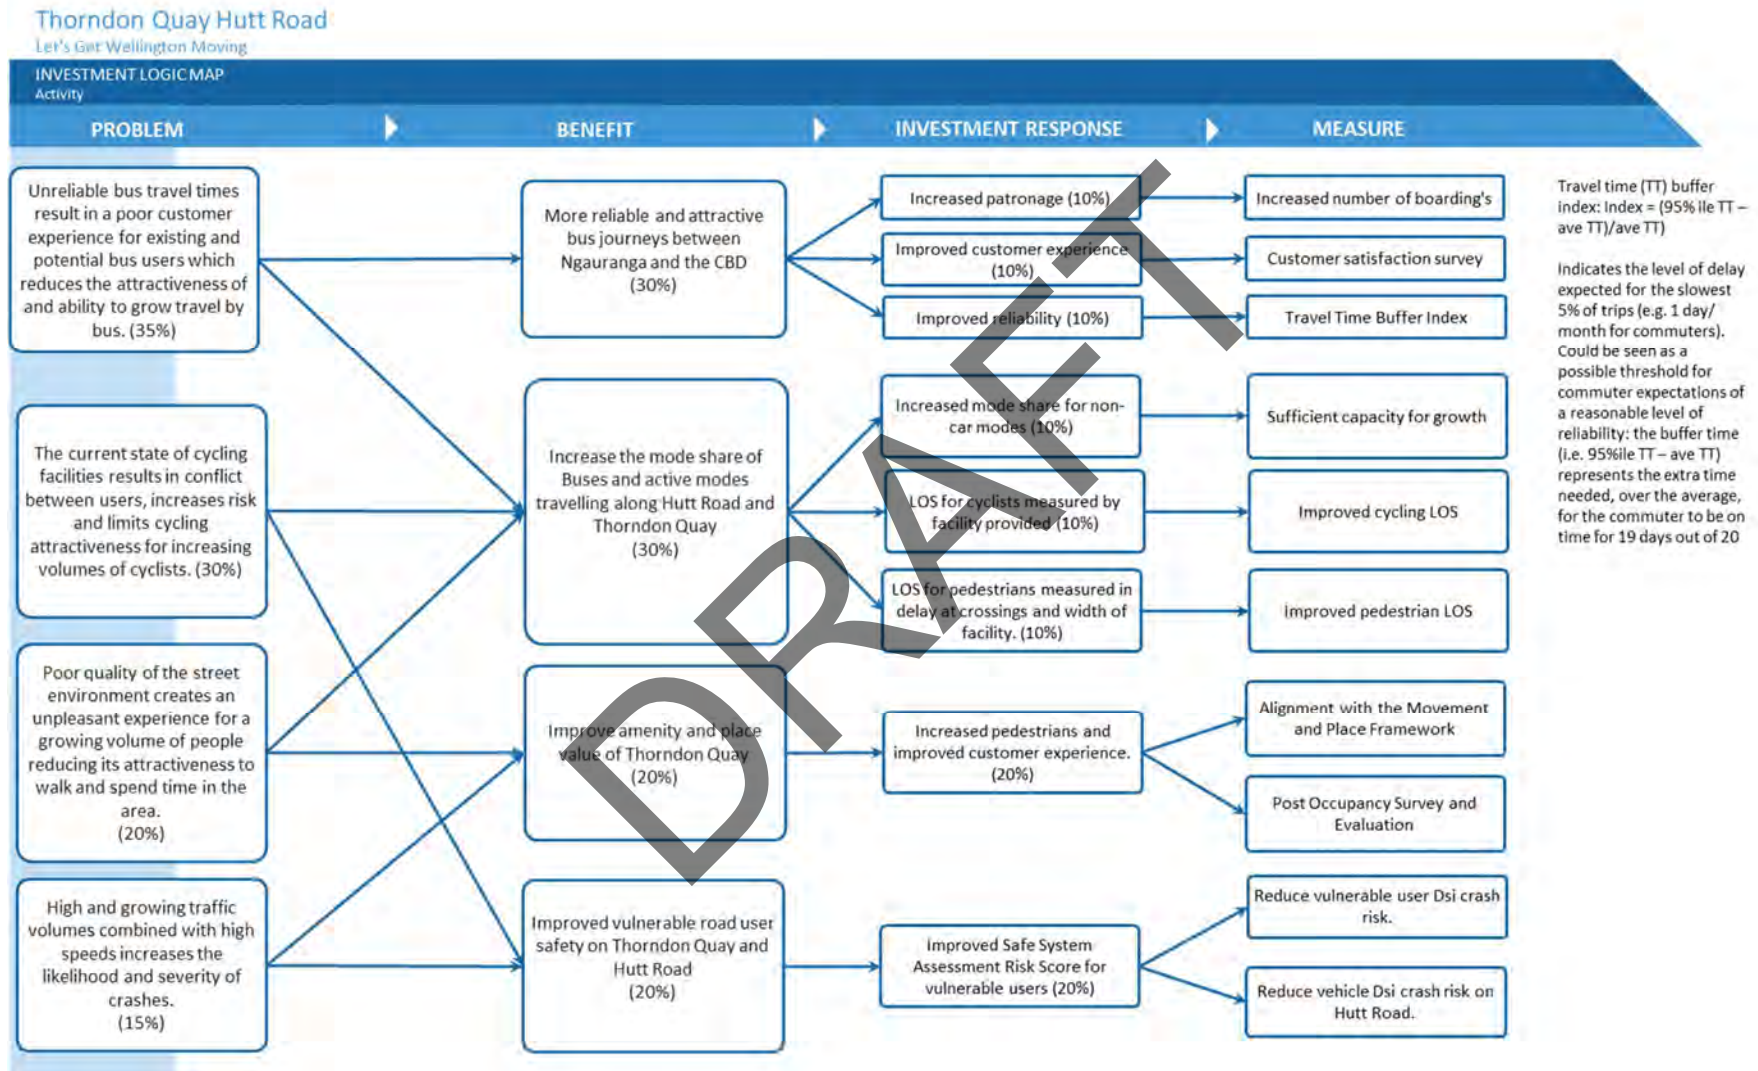 Thorndon Quay Hutt Road
Let's Get Wellington Moving
INVESTMENT LOGIC MAP
Activity
PROBLEM
BENEFIT
INVESTMENT RESPONSE
MEASURE
Unreliable bus travel times
result in a poor customer
experience for existing and
potential bus users which
reduces the attractiveness of
and ability to grow travel by
bus. (35%)
The current state of cycling
facilities results in conflict
between users, increases risk
and limits cycling
attractiveness for increasing
volumes of cyclists. (30%)
Poor quality of the street
environment creates an
unpleasant experience for a
growing volume of people
reducing its attractiveness to
walk and spend time in the
area.
(20%)
High and growing traffic
volumes combined with high
speeds increases the
likelihood and severity of
crashes.
(15%)
More reliable and attractive
bus journeys between
Ngauranga and the CBD
(30%)
Increase the mode share of
Buses and active modes
travelling along Hutt Road and
Thorndon Quay
(30%)
Improve amenity and place
value of Thorndon Quay
(20%)
Improved vulnerable road user
safety on Thorndon Quay and
Hutt Road
(20%)
Increased patronage (10%)
Improved customer experience
(10%)
Improved reliability (10%)
Increased mode share for non-
car modes (10%)
LOS for cyclists measured by
facility provided (10%)
LOS for pedestrians measured in
delay at crossings and width of
facility. (10%)
Increased pedestrians and
improved customer experience.
(20%)
Improved Safe System
Assessment Risk Score for
vulnerable users (20%)
Increased number of boarding's
Customer satisfaction survey
Travel Time Buffer Index
Sufficient capacity for growth
Improved cycling LOS
Improved pedestrian LOS
Alignment with the Movement
and Place Framework
Post Occupancy Survey and
Evaluation
Reduce vulnerable user Dsi crash
risk.
Reduce vehicle Dsi crash risk on
Hutt Road.
Travel time (TT) buffer
index: Index = (95%ile TT –
ave TT)/ave TT)
Indicates the level of delay
expected for the slowest
5% of trips (e.g. 1 day/
month for commuters).
Could be seen as a
possible threshold for
commuter expectations of
a reasonable level of
reliability: the buffer time
(i.e. 95%ile TT – ave TT)
represents the extra time
needed, over the average,
for the commuter to be on
time for 19 days out of 20
DRAFT